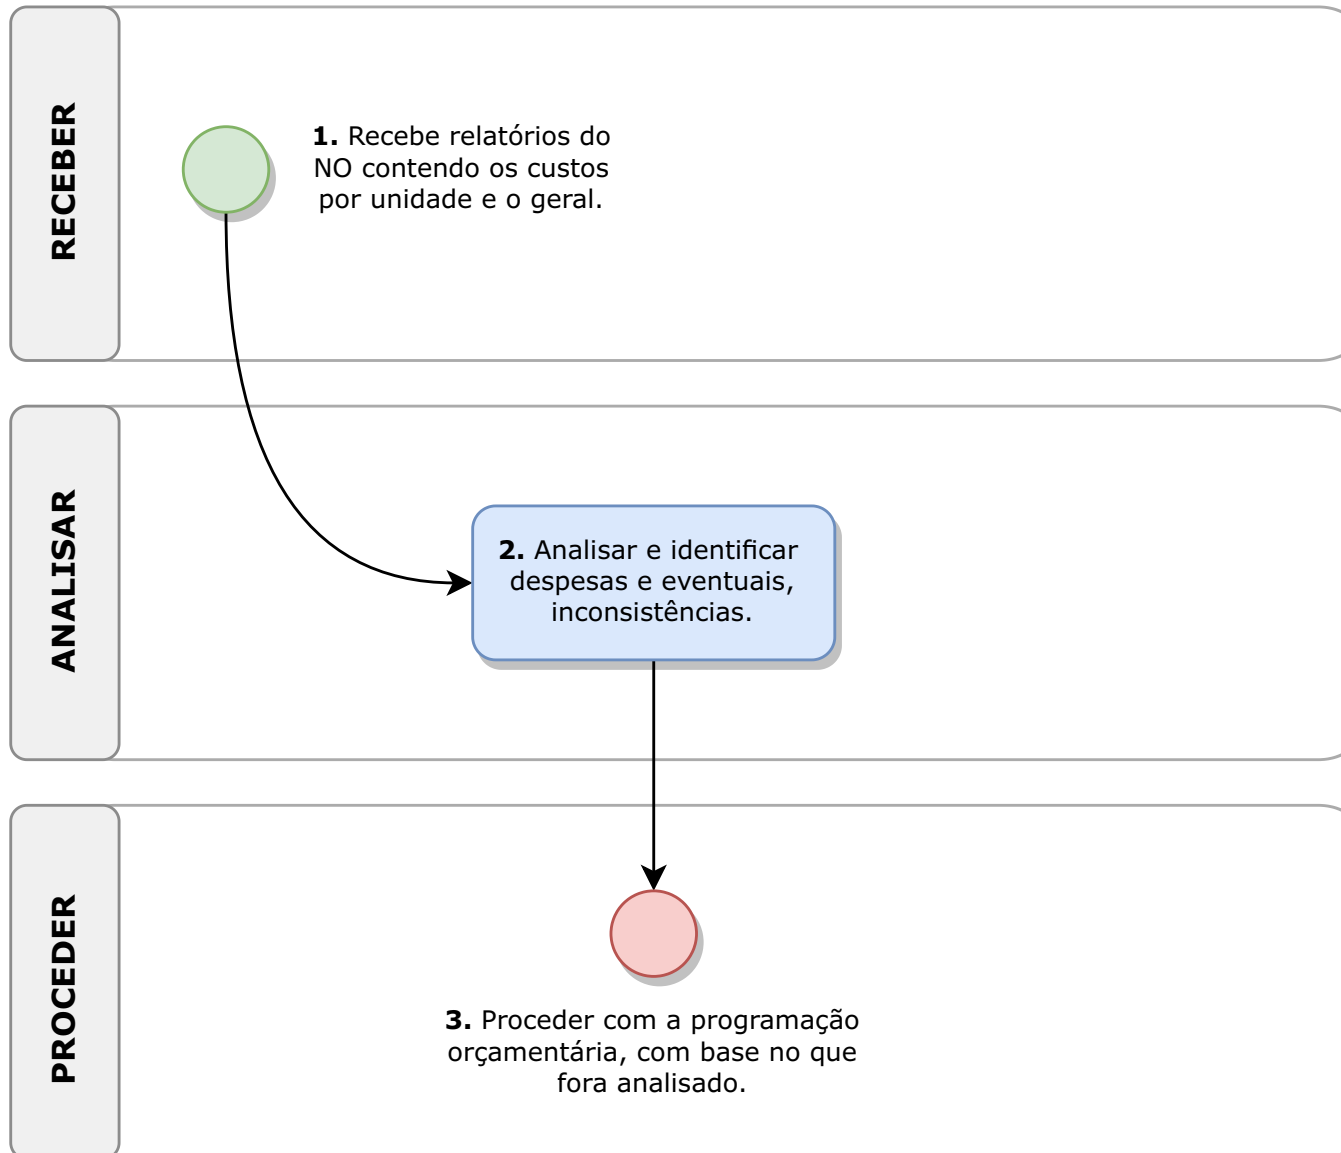 RECEBER
1. Recebe relatórios do
NO contendo os custos
por unidade e o geral.
ANALISAR
2. Analisar e identificar
despesas e eventuais,
inconsistências.
PROCEDER
3. Proceder com a programação
orçamentária, com base no que
fora analisado.